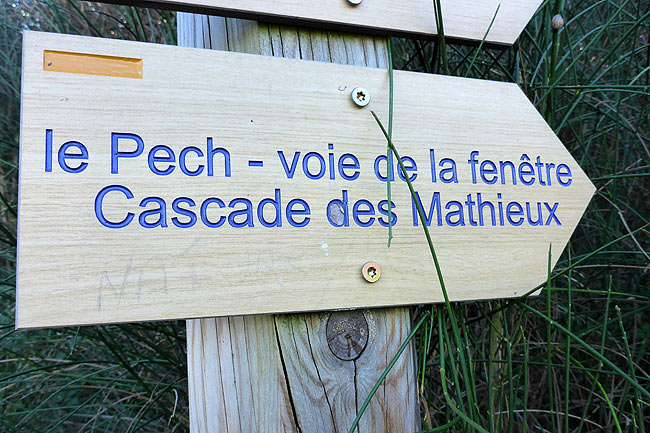 le Pech - voie de la fenêtre
Cascade des Mathieux